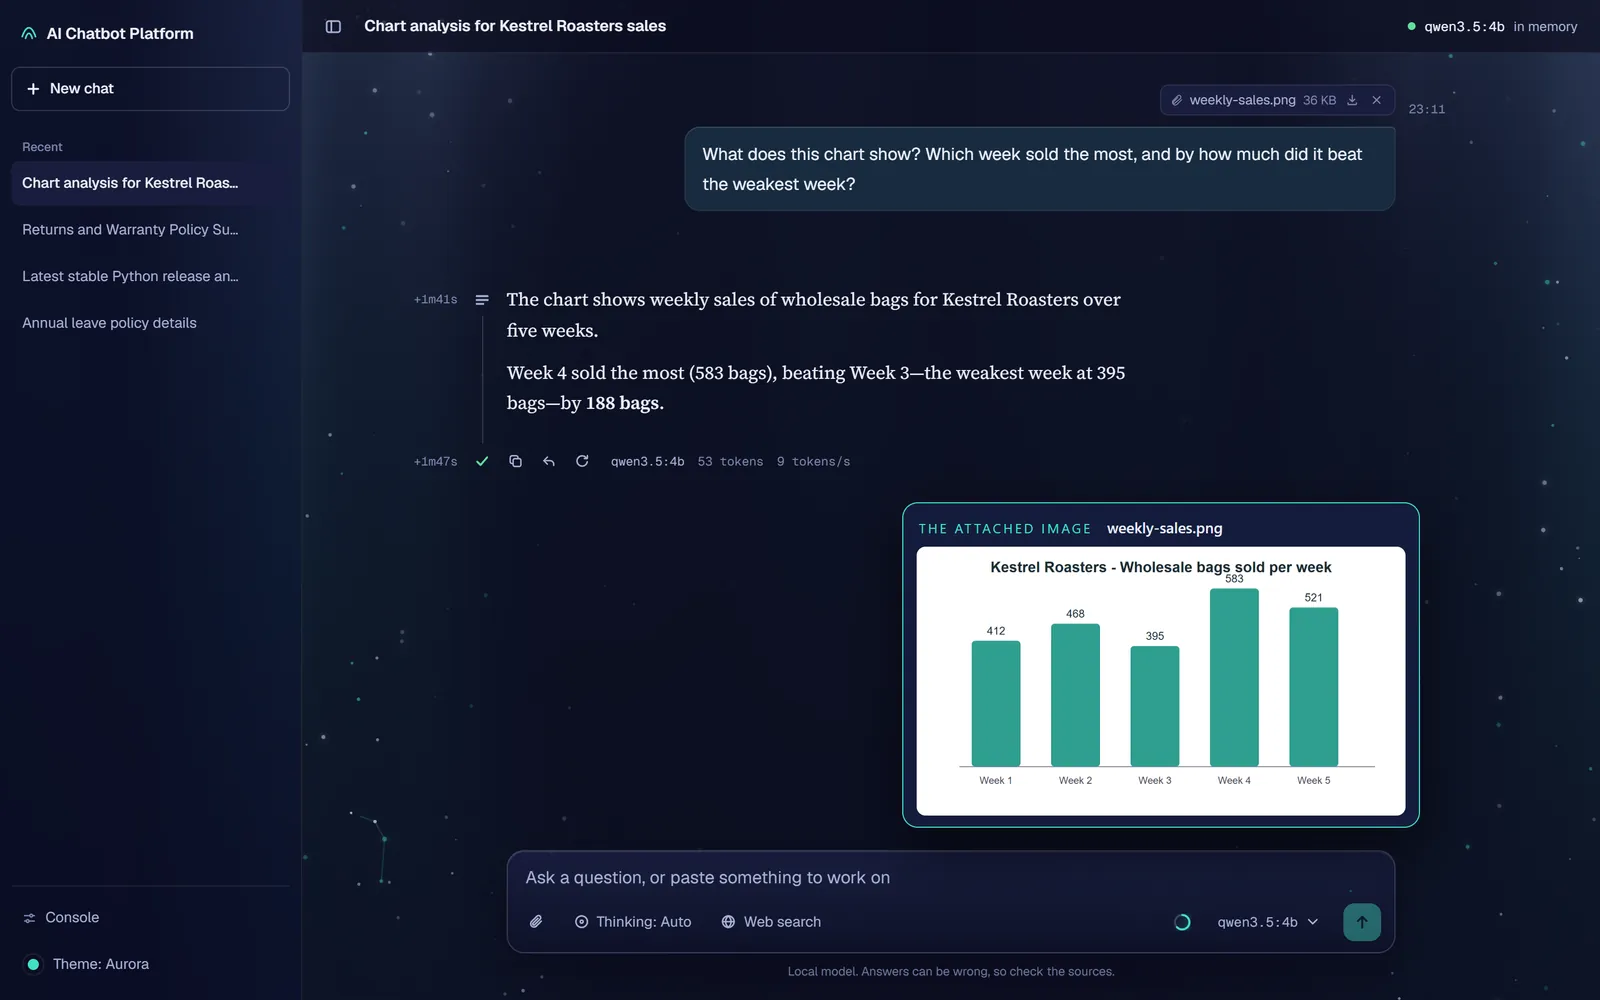 AI Chatbot Platform
New chat
Recent
Chart analysis for Kestrel Roas...
Returns and Warranty Policy Su...
Latest stable Python release an...
Annual leave policy details
Console
Theme: Aurora
Chart analysis for Kestrel Roasters sales
qwen3.5:4b in memory
weekly-sales.png 36 KB
23:11
What does this chart show? Which week sold the most, and by how much did it beat
the weakest week?
+1m41s
The chart shows weekly sales of wholesale bags for Kestrel Roasters over
five weeks.
Week 4 sold the most (583 bags), beating Week 3—the weakest week at 395
bags—by 188 bags.
+1m47s qwen3.5:4b 53 tokens 9 tokens/s
THE ATTACHED IMAGE weekly-sales.png
Kestrel Roasters - Wholesale bags sold per week
412 468 395 583 521
Week 1 Week 2 Week 3 Week 4 Week 5
Ask a question, or paste something to work on
Thinking: Auto Web search qwen3.5:4b
Local model. Answers can be wrong, so check the sources.